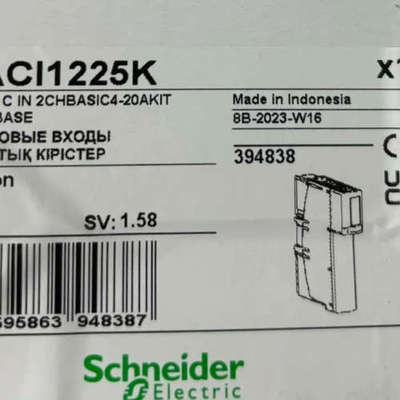 ACI1225K
x1
C IN 2CHBASIC4-20AKIT
BASE
Made in Indonesia
8B-2023-W16
ОВЫЕ ВХОДЫ
ТЫҚ КІРІСТЕР
394838
on
SV: 1.58
595863 948387
Schneider
Electric